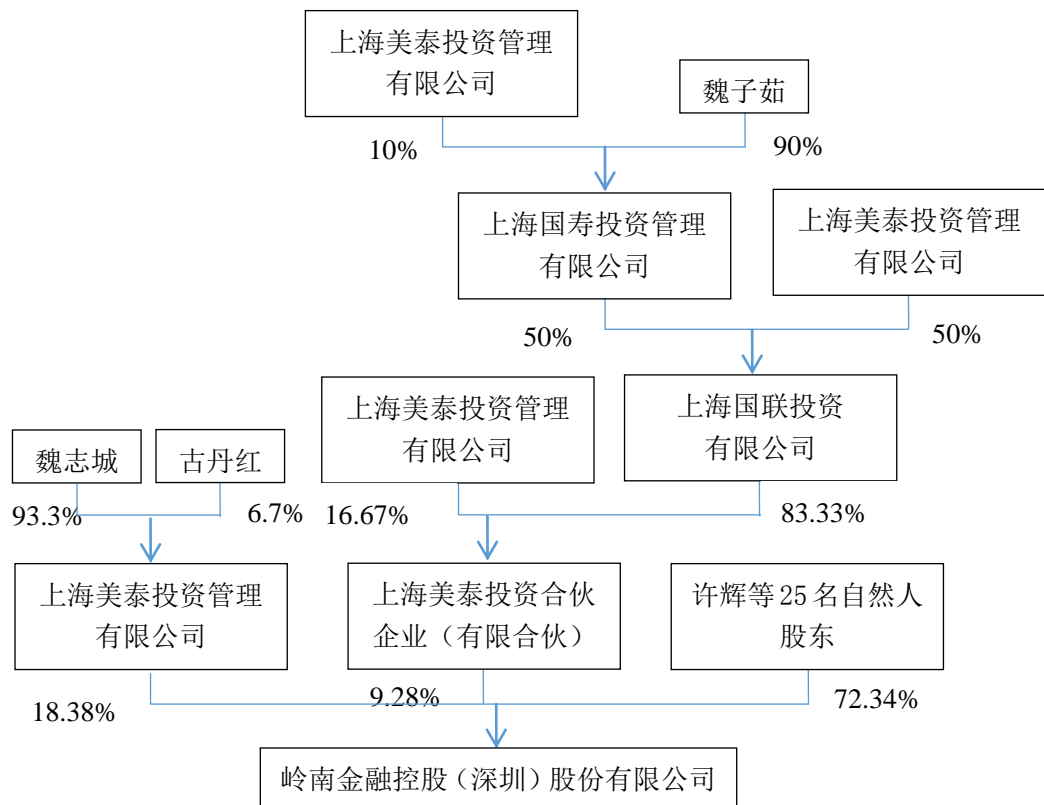 上海美泰投资管理
有限公司
魏子茹
10%
90%
上海国寿投资管理
有限公司
上海美泰投资管理
有限公司
50%
50%
上海美泰投资管理
有限公司
上海国联投资
有限公司
魏志城
古丹红
93.3%
6.7%
16.67%
83.33%
上海美泰投资管理
有限公司
上海美泰投资合伙
企业（有限合伙）
许辉等25名自然人
股东
18.38%
9.28%
72.34%
岭南金融控股（深圳）股份有限公司